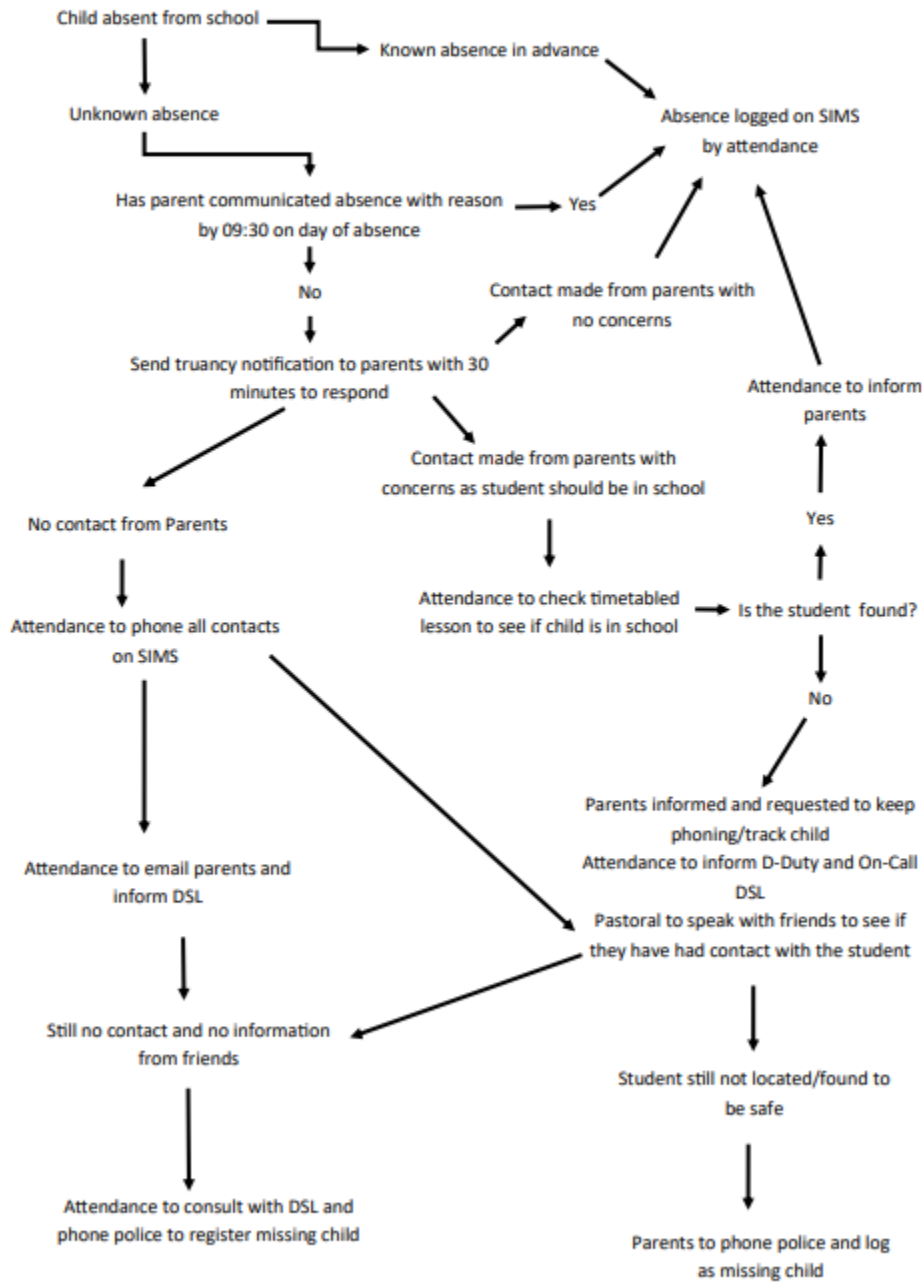 Child absent from school
Known absence in advance
Unknown absence
Absence logged on SIMS
by attendance
Has parent communicated absence with reason
by 09:30 on day of absence
Yes
No
Contact made from parents with
no concerns
Send truancy notification to parents with 30
minutes to respond
Attendance to inform
parents
Contact made from parents with
concerns as student should be in school
No contact from Parents
Yes
Attendance to check timetabled
lesson to see if child is in school
Is the student found?
Attendance to phone all contacts
on SIMS
No
Parents informed and requested to keep
phoning/track child
Attendance to inform D-Duty and On-Call
DSL
Pastoral to speak with friends to see if
they have had contact with the student
Attendance to email parents and
inform DSL
Still no contact and no information
from friends
Student still not located/found to
be safe
Attendance to consult with DSL and
phone police to register missing child
Parents to phone police and log
as missing child